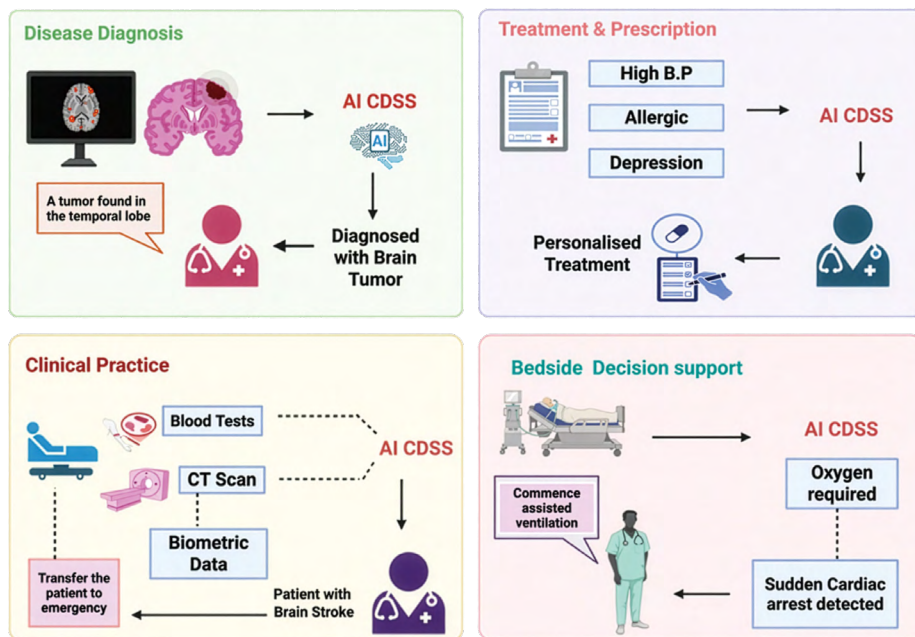 Disease Diagnosis
AI CDSS
AI
A tumor found in
the temporal lobe
Diagnosed
with Brain
Tumor
Treatment & Prescription
High B.P
Allergic
Depression
AI CDSS
Personalised
Treatment
Clinical Practice
Blood Tests
AI CDSS
CT Scan
Biometric
Data
Transfer the
patient to
emergency
Patient with
Brain Stroke
Bedside Decision support
AI CDSS
Oxygen
required
Commence
assisted
ventilation
Sudden Cardiac
arrest detected